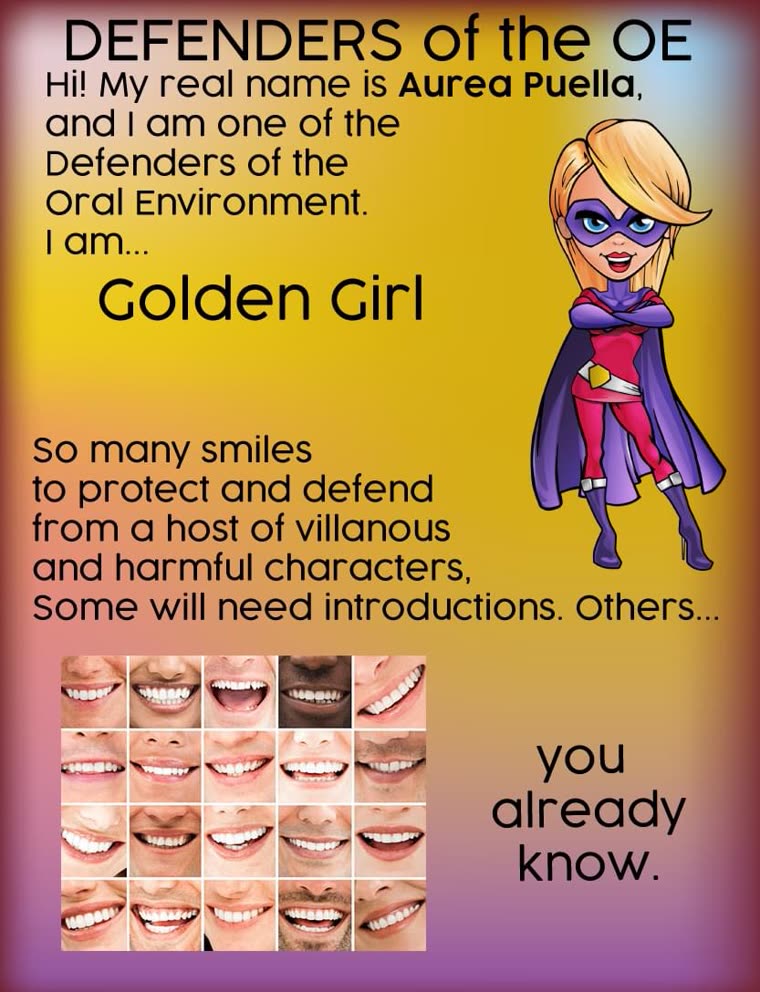 DEFENDERS of the OE
Hi! My real name is Aurea Puella,
and I am one of the
Defenders of the
Oral Environment.
I am...
Golden Girl
So many smiles
to protect and defend
from a host of villanous
and harmful characters,
Some will need introductions. Others...
you
already
know.